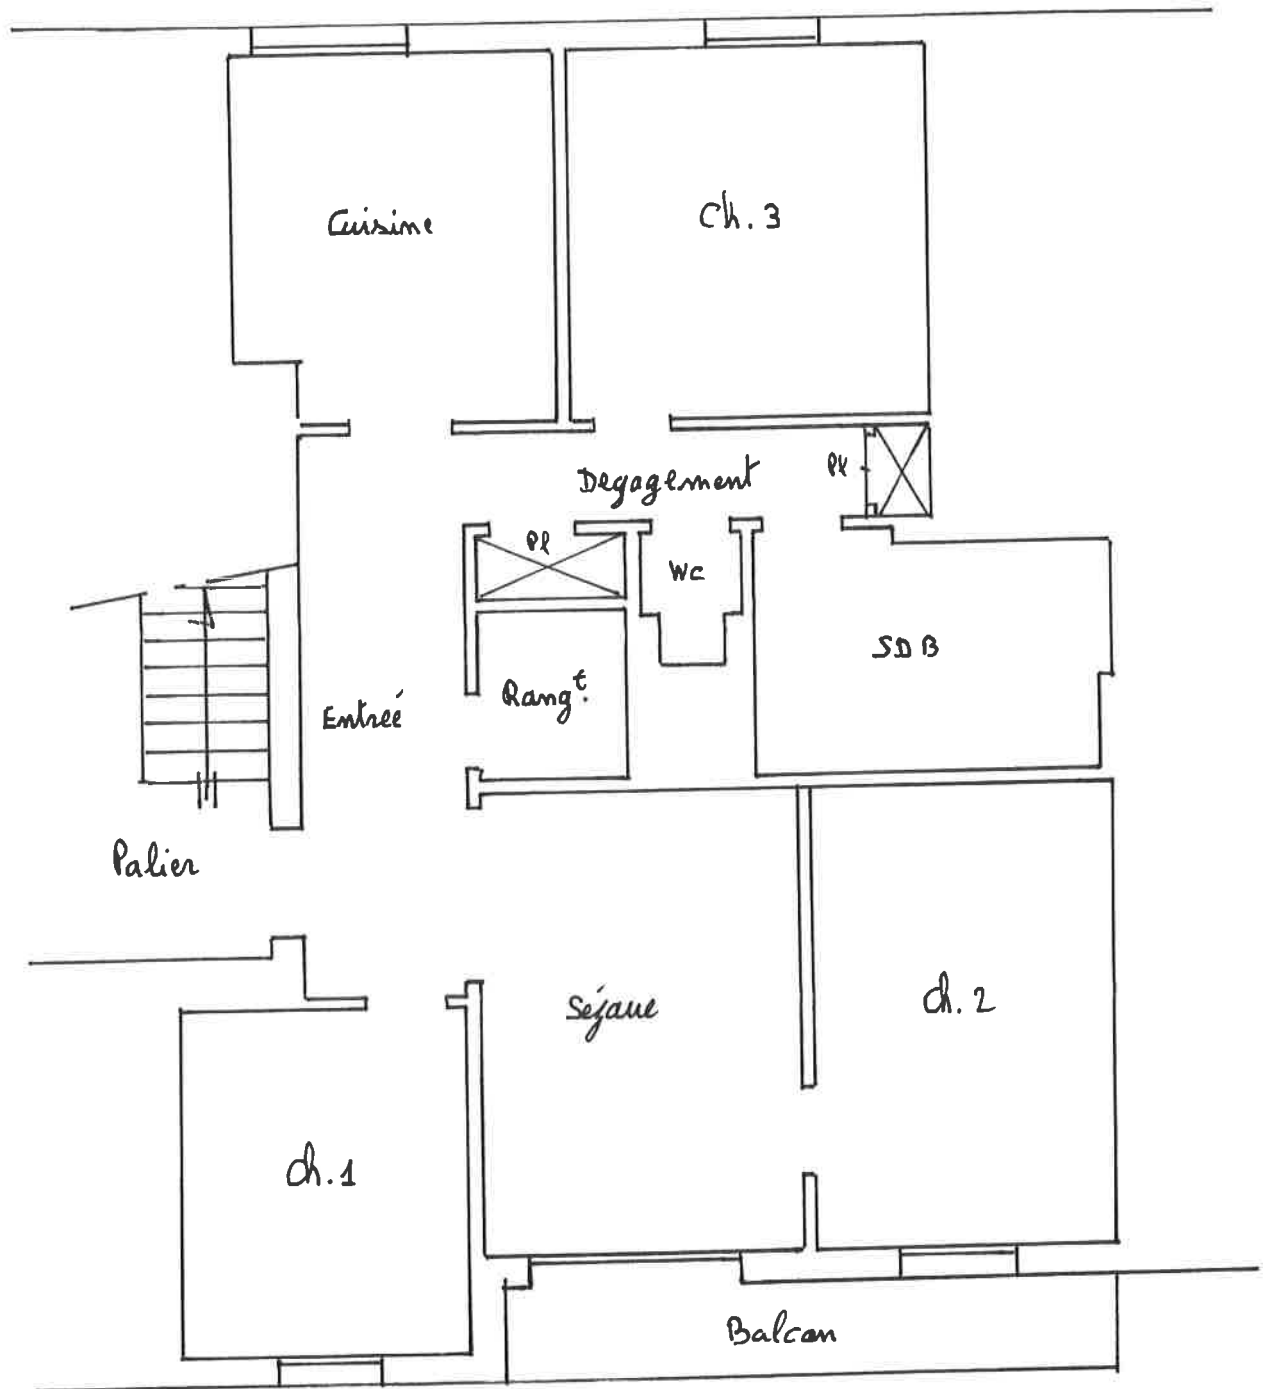 Cuisine
Ch. 3
Degagement
Pl
Pl
Wc
SDB
Rangt.
Entrée
Palier
Séjour
Ch. 2
Ch. 1
Balcon